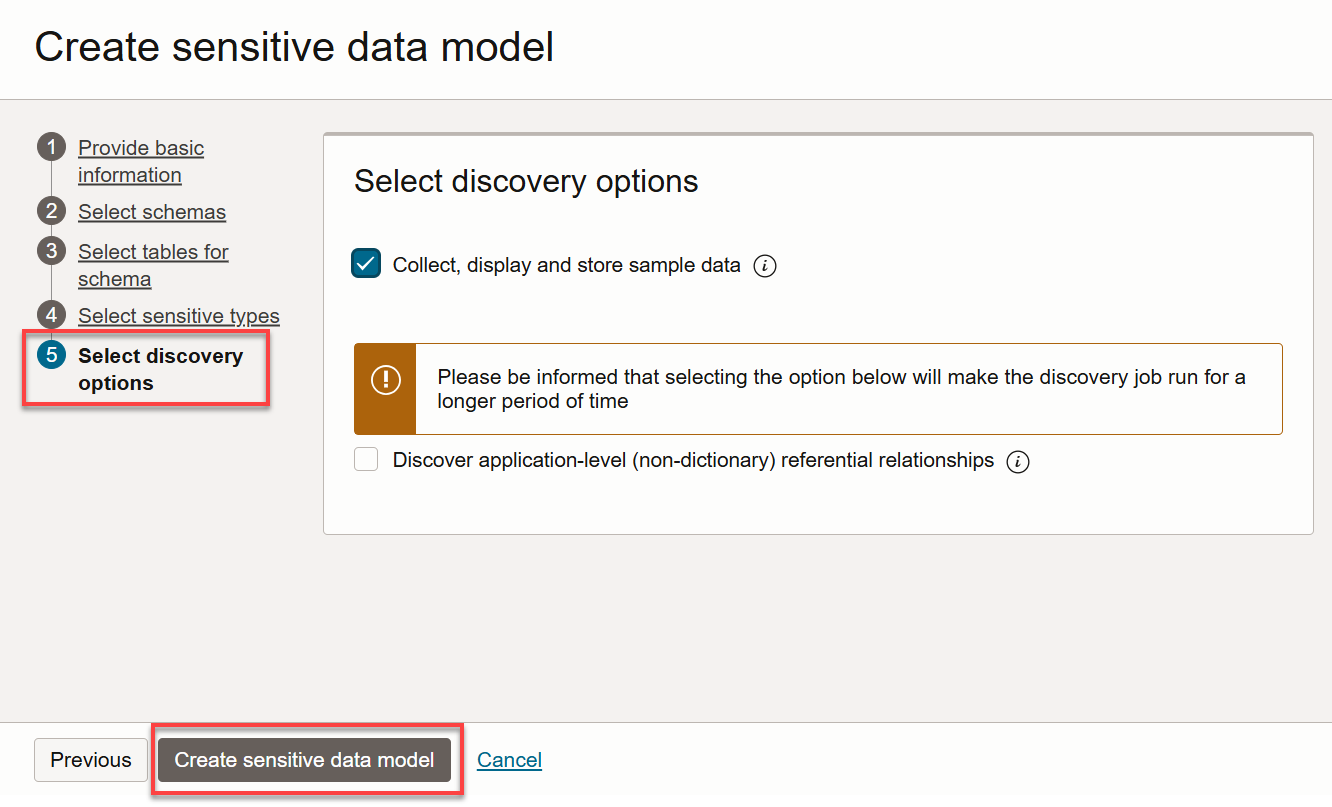 Create sensitive data model
1 Provide basic
information
2 Select schemas
3 Select tables for
schema
4 Select sensitive types
5 Select discovery
options
Select discovery options
Collect, display and store sample data
Please be informed that selecting the option below will make the discovery job run for a
longer period of time
Discover application-level (non-dictionary) referential relationships
Previous Create sensitive data model Cancel